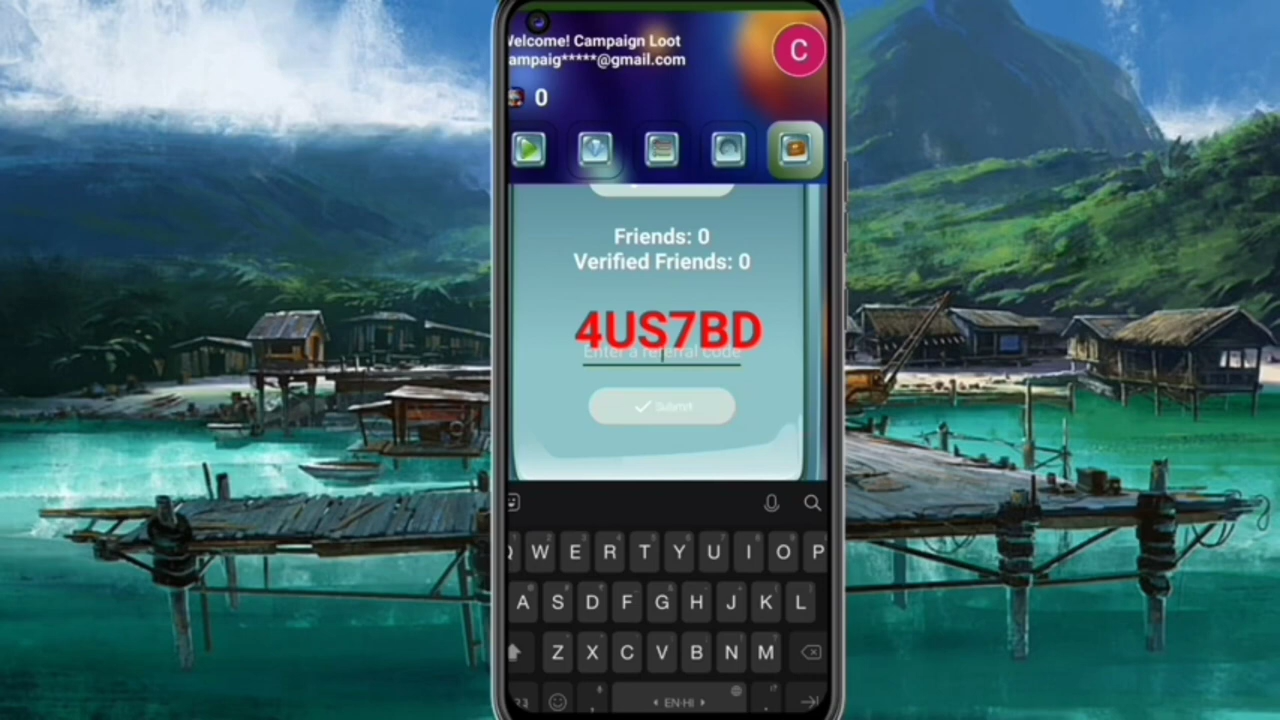 Welcome! Campaign Loot
ampaig*****@gmail.com
C
0
Friends: 0
Verified Friends: 0
4US7BD
Enter a referral code
Submit
Q W E R T Y U I O P
A S D F G H J K L
Z X C V B N M
, EN-HI .